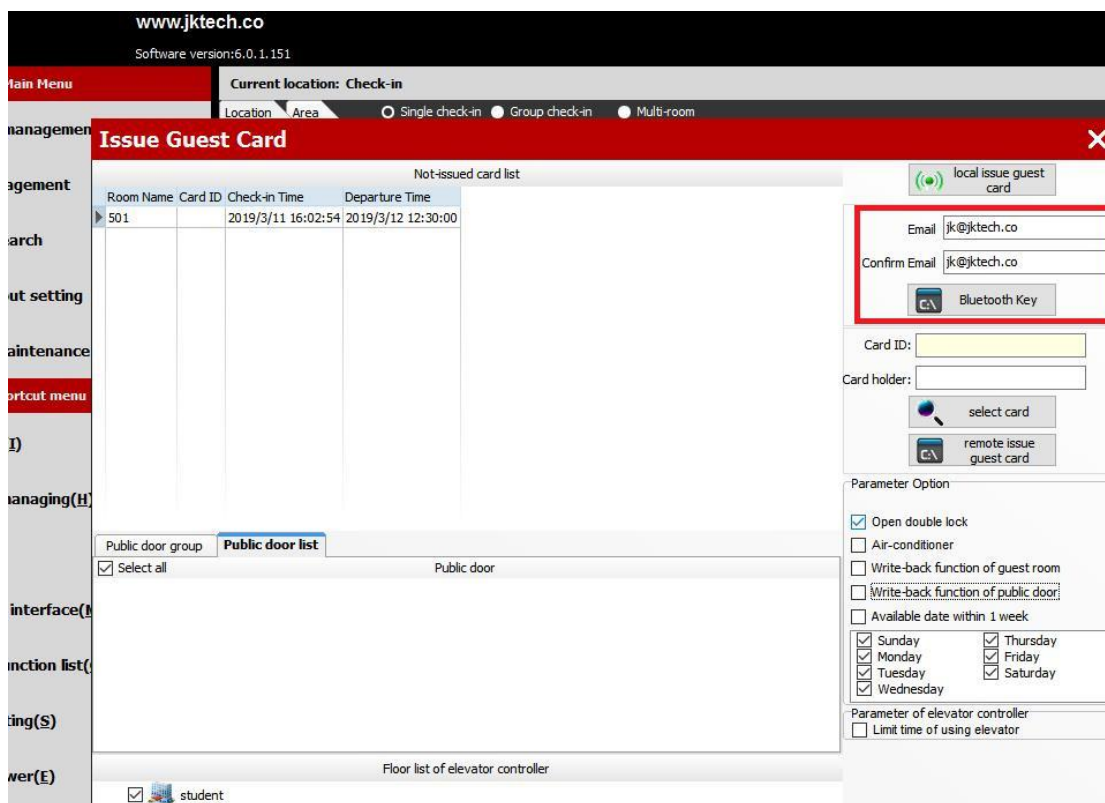 www.jktech.co
Software version:6.0.1.151
Main Menu
Current location: Check-in
Location Area Single check-in Group check-in Multi-room
Issue Guest Card
Not-issued card list
local issue guest
card
Room Name Card ID Check-in Time Departure Time
501 2019/3/11 16:02:54 2019/3/12 12:30:00
Email jk@jktech.co
Confirm Email jk@jktech.co
Bluetooth Key
Card ID:
Card holder:
select card
remote issue
guest card
Parameter Option
Open double lock
Air-conditioner
Write-back function of guest room
Write-back function of public door
Available date within 1 week
Sunday Thursday
Monday Friday
Tuesday Saturday
Wednesday
Parameter of elevator controller
Limit time of using elevator
Public door group Public door list
Select all Public door
Floor list of elevator controller
student
managemen
agement
arch
out setting
aintenance
ortcut menu
I)
managing(H)
interface(
unction list(
ting(S)
wer(E)